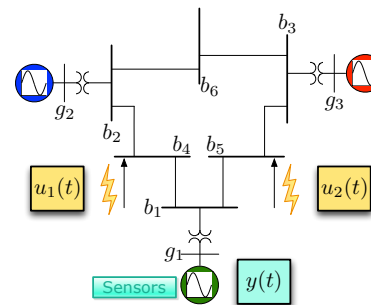 b₃
g₂
b₆
g₃
b₂
b₄ b₅
u₁(t) b₁ u₂(t)
g₁
Sensors y(t)